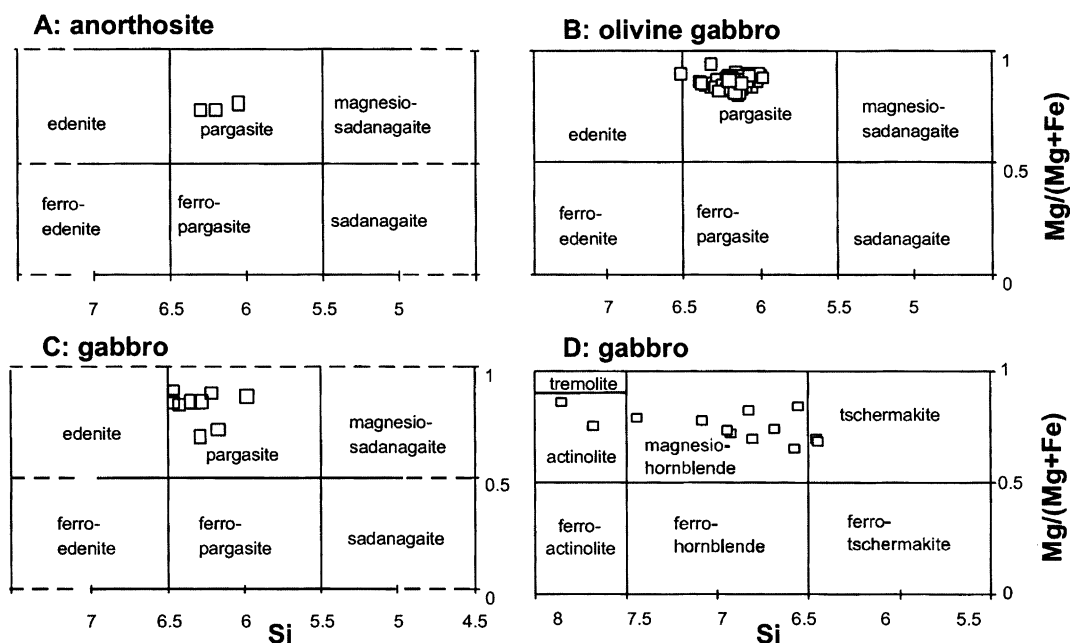 A: anorthosite
edenite
pargasite
magnesio-
sadanagaite
ferro-
edenite
ferro-
pargasite
sadanagaite
7 6.5 6 5.5 5
B: olivine gabbro
edenite
pargasite
magnesio-
sadanagaite
ferro-
edenite
ferro-
pargasite
sadanagaite
1
0.5
0
Mg/(Mg+Fe)
7 6.5 6 5.5 5
C: gabbro
edenite
pargasite
magnesio-
sadanagaite
ferro-
edenite
ferro-
pargasite
sadanagaite
1
0.5
0
7 6.5 6 5.5 5 4.5
Si
D: gabbro
tremolite
actinolite
magnesio-
hornblende
tschermakite
ferro-
actinolite
ferro-
hornblende
ferro-
tschermakite
1
0.5
0
Mg/(Mg+Fe)
8 7.5 7 6.5 6 5.5
Si